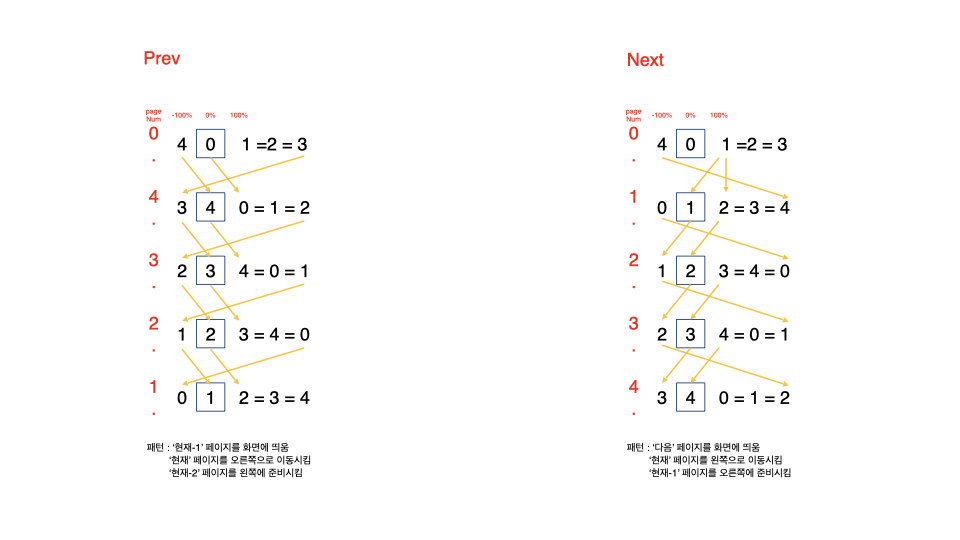 Prev
page
Num
-100% 0% 100%
0
.
4 0 1 =2 = 3
4
.
3 4 0 = 1 = 2
3
.
2 3 4 = 0 = 1
2
.
1 2 3 = 4 = 0
1
.
0 1 2 = 3 = 4
패턴 : ‘현재-1’ 페이지를 화면에 띄움
‘현재’ 페이지를 오른쪽으로 이동시킴
‘현재-2’ 페이지를 왼쪽에 준비시킴
Next
page
Num
-100% 0% 100%
0
.
4 0 1 =2 = 3
1
.
0 1 2 = 3 = 4
2
.
1 2 3 = 4 = 0
3
.
2 3 4 = 0 = 1
4
.
3 4 0 = 1 = 2
패턴 : ‘다음’ 페이지를 화면에 띄움
‘현재’ 페이지를 왼쪽으로 이동시킴
‘현재-1’ 페이지를 오른쪽에 준비시킴